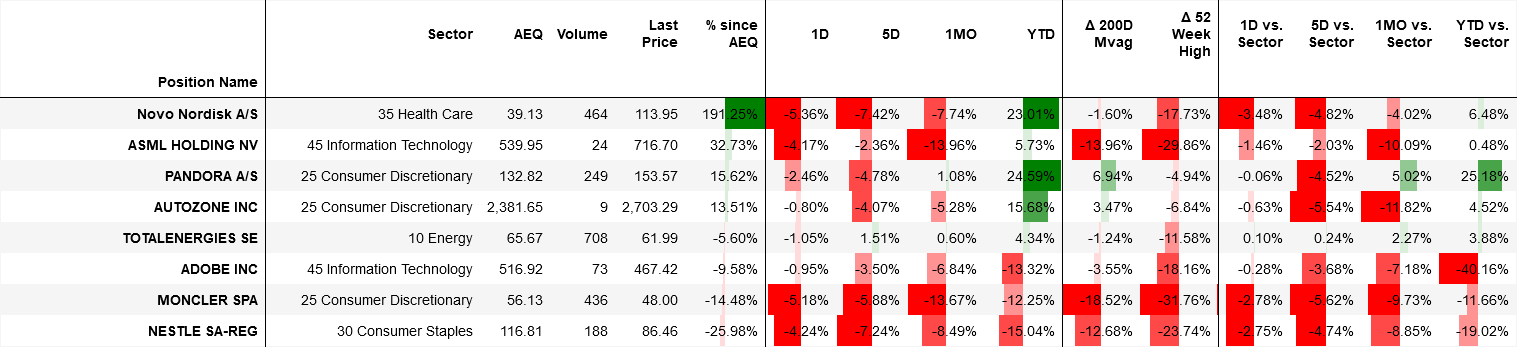 Position Name Sector AEQ Volume Last Price % since AEQ 1D 5D 1MO YTD Δ 200D Mvag Δ 52 Week High 1D vs. Sector 5D vs. Sector 1MO vs. Sector YTD vs. Sector
Novo Nordisk A/S 35 Health Care 39.13 464 113.95 191.25% -5.36% -7.42% -7.74% 23.01% -1.60% -17.73% -3.48% -4.82% -4.02% 6.48%
ASML HOLDING NV 45 Information Technology 539.95 24 716.70 32.73% -4.17% -2.36% -13.96% 5.73% -13.96% -29.86% -1.46% -2.03% -10.09% 0.48%
PANDORA A/S 25 Consumer Discretionary 132.82 249 153.57 15.62% -2.46% -4.78% 1.08% 24.59% 6.94% -4.94% -0.06% -4.52% 5.02% 25.18%
AUTOZONE INC 25 Consumer Discretionary 2,381.65 9 2,703.29 13.51% -0.80% -4.07% -5.28% 15.68% 3.47% -6.84% -0.63% -5.54% -11.82% 4.52%
TOTALENERGIES SE 10 Energy 65.67 708 61.99 -5.60% -1.05% 1.51% 0.60% 4.34% -1.24% -11.58% 0.10% 0.24% 2.27% 3.88%
ADOBE INC 45 Information Technology 516.92 73 467.42 -9.58% -0.95% -3.50% -6.84% -13.32% -3.55% -18.16% -0.28% -3.68% -7.18% -40.16%
MONCLER SPA 25 Consumer Discretionary 56.13 436 48.00 -14.48% -5.18% -5.88% -13.67% -12.25% -18.52% -31.76% -2.78% -5.62% -9.73% -11.66%
NESTLE SA-REG 30 Consumer Staples 116.81 188 86.46 -25.98% -4.24% -7.24% -8.49% -15.04% -12.68% -23.74% -2.75% -4.74% -8.85% -19.02%